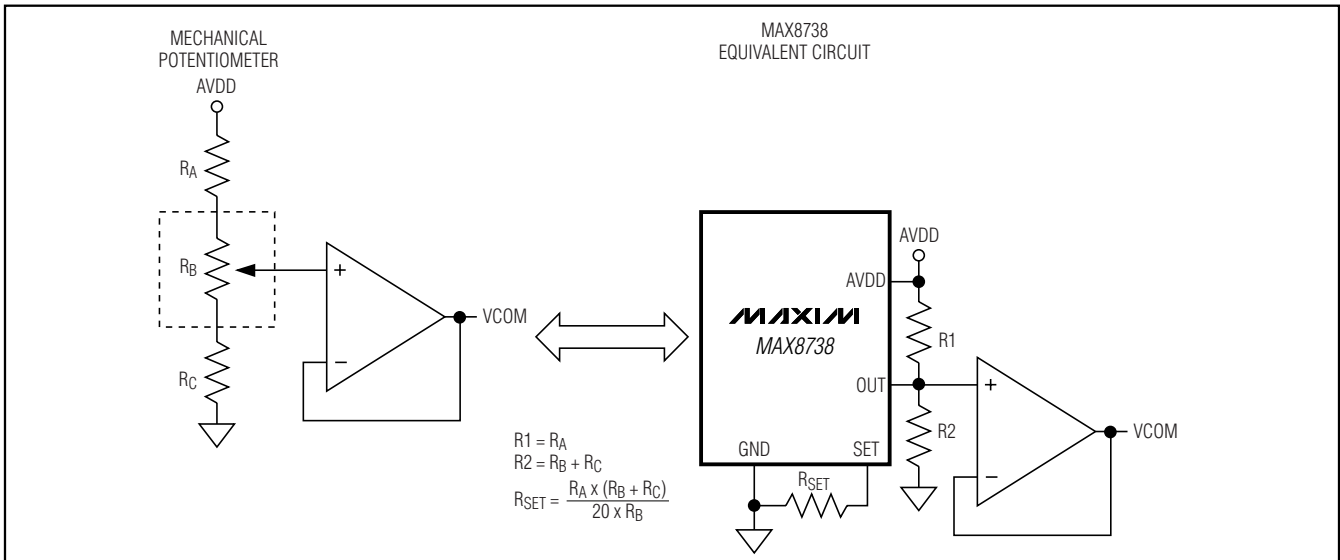 MECHANICAL
POTENTIOMETER
AVDD
RA
RB
RC
+
−
VCOM
MAX8738
EQUIVALENT CIRCUIT
R1 = RA
R2 = RB + RC
RSET = RA x (RB + RC)
20 x RB
MAXIM
MAX8738
AVDD
OUT
GND
SET
RSET
AVDD
R1
R2
+
−
VCOM